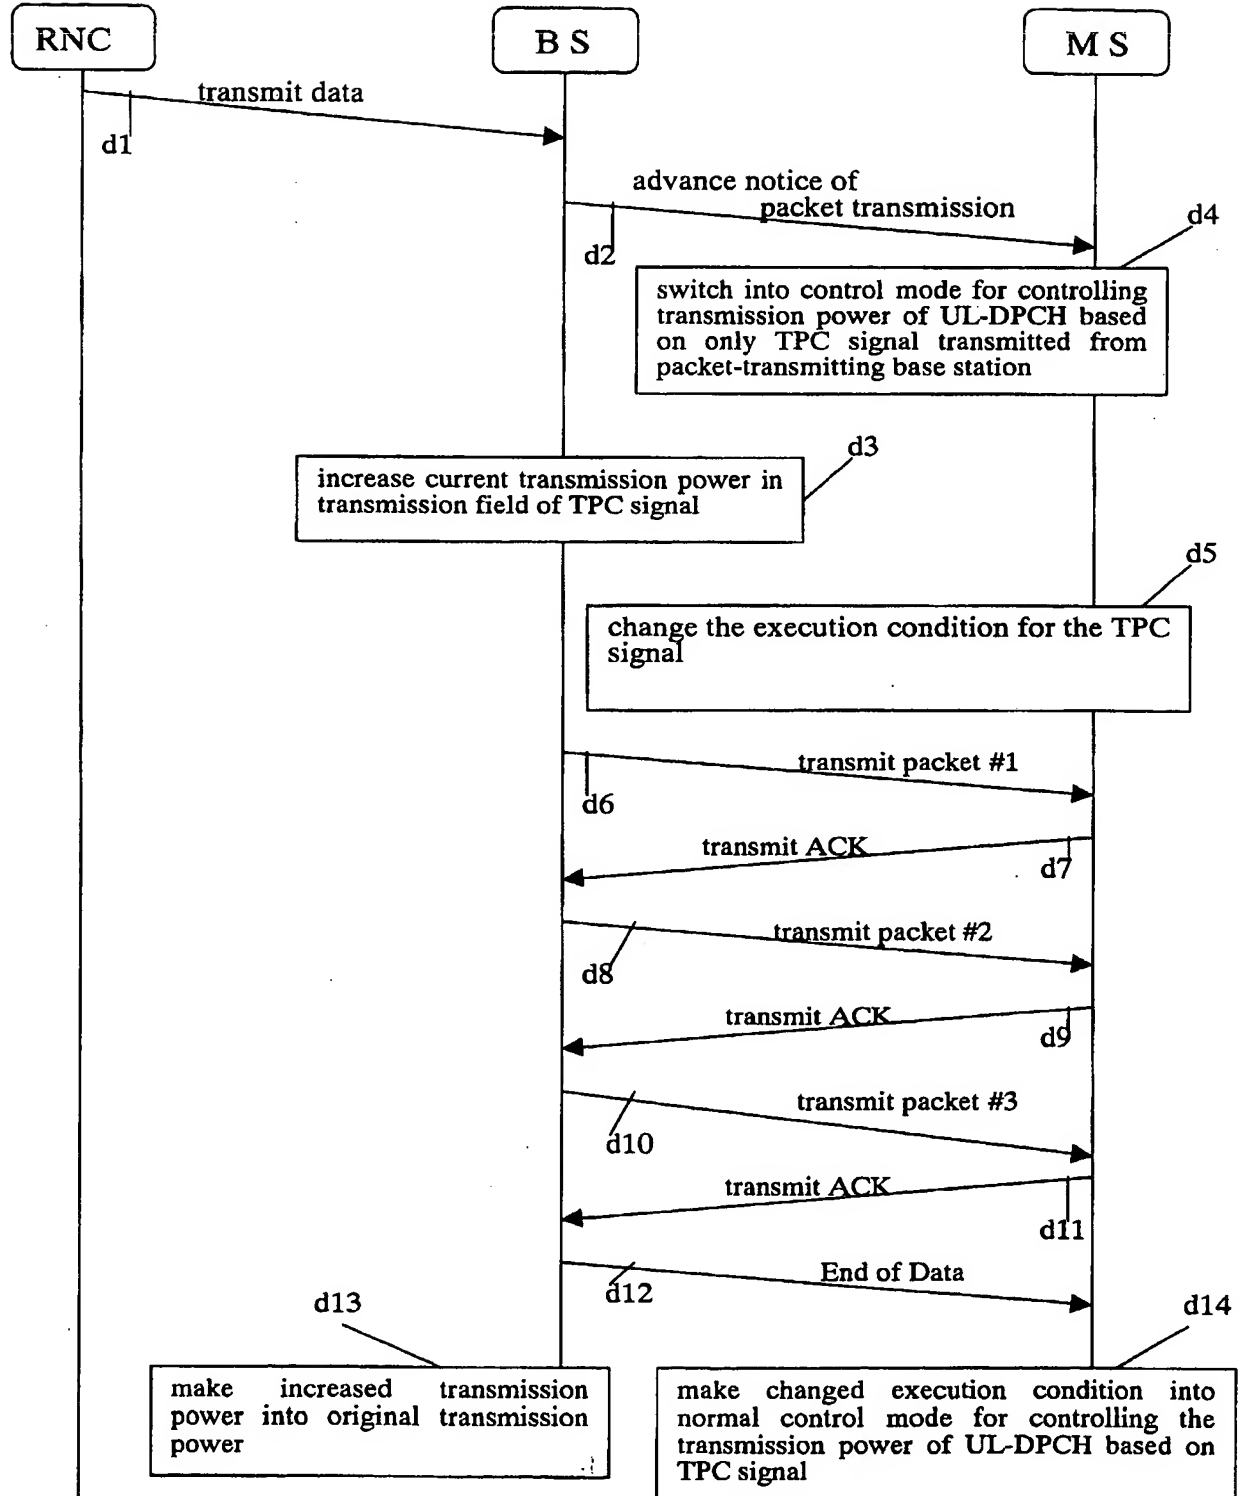 RNC
B S
M S
transmit data
d1
advance notice of
packet transmission
d2
d4
switch into control mode for controlling
transmission power of UL-DPCH based
on only TPC signal transmitted from
packet-transmitting base station
d3
increase current transmission power in
transmission field of TPC signal
d5
change the execution condition for the TPC
signal
transmit packet #1
d6
transmit ACK
d7
transmit packet #2
d8
transmit ACK
d9
transmit packet #3
d10
transmit ACK
d11
End of Data
d12
d13
d14
make increased transmission
power into original transmission
power
make changed execution condition into
normal control mode for controlling the
transmission power of UL-DPCH based on
TPC signal